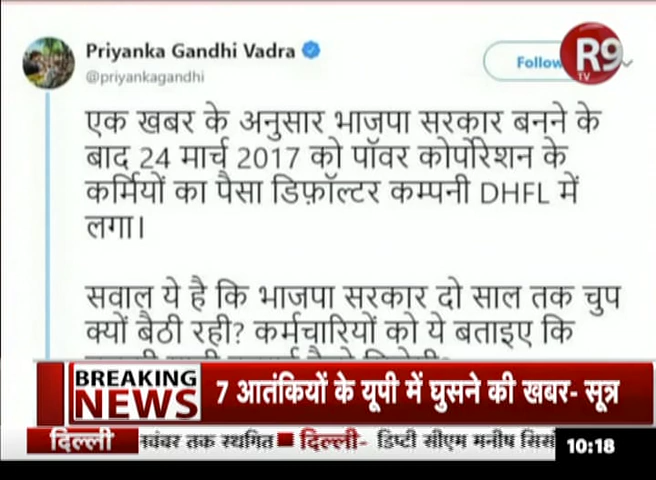 Priyanka Gandhi Vadra
@priyankagandhi
Follow
R9
TV
एक खबर के अनुसार भाजपा सरकार बनने के
बाद 24 मार्च 2017 को पॉवर कोर्पोरेशन के
कर्मियों का पैसा डिफ़ॉल्टर कम्पनी DHFL में
लगा।
सवाल ये है कि भाजपा सरकार दो साल तक चुप
क्यों बैठी रही? कर्मचारियों को ये बताइए कि
BREAKING
NEWS
7 आतंकियों के यूपी में घुसने की खबर- सूत्र
दिल्ली
तक स्थगित दिल्ली- डिप्टी सीएम मनीष
10:18